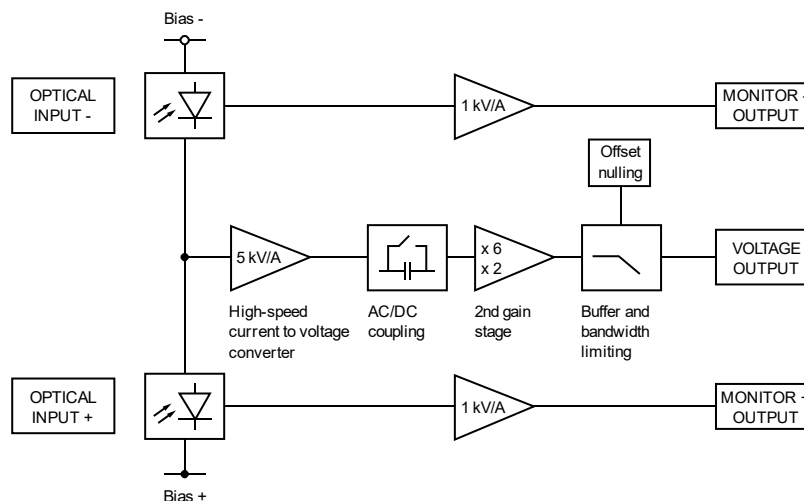 Bias -
OPTICAL
INPUT -
1 kV/A
MONITOR -
OUTPUT
Offset
nulling
5 kV/A
x 6
x 2
VOLTAGE
OUTPUT
High-speed
current to voltage
converter
AC/DC
coupling
2nd gain
stage
Buffer and
bandwidth
limiting
OPTICAL
INPUT +
1 kV/A
MONITOR +
OUTPUT
Bias +